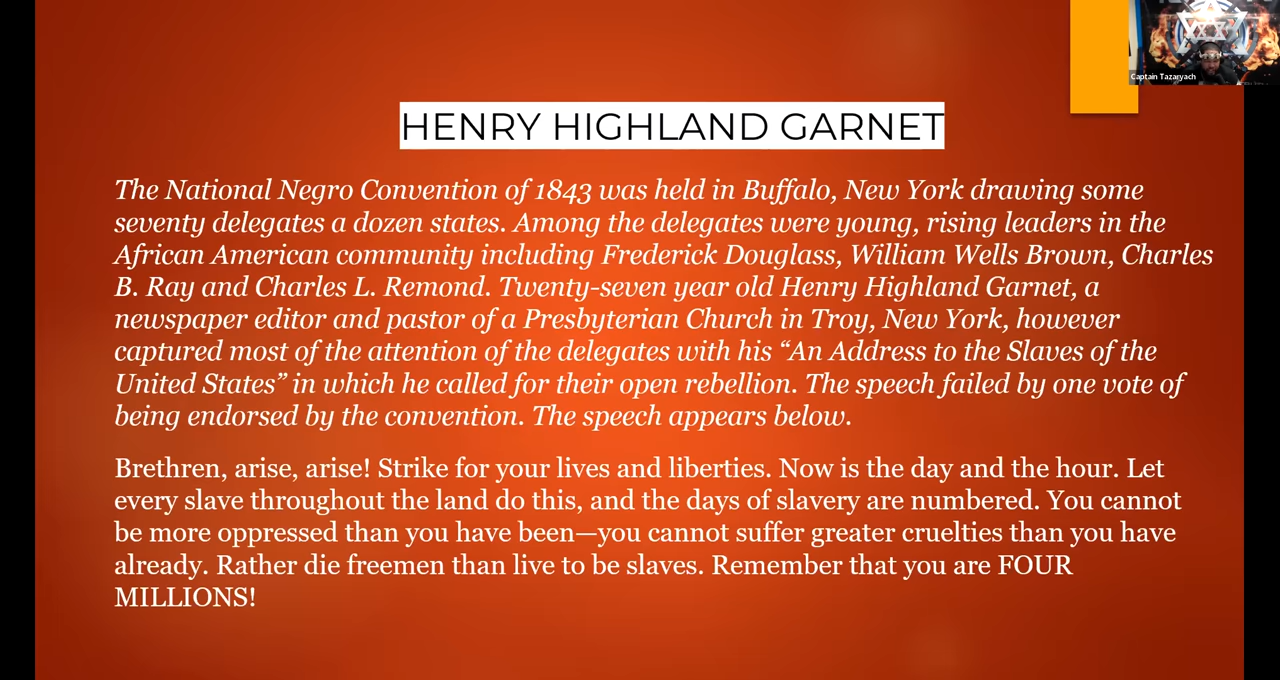 Captain Tazaryach
HENRY HIGHLAND GARNET
The National Negro Convention of 1843 was held in Buffalo, New York drawing some
seventy delegates a dozen states. Among the delegates were young, rising leaders in the
African American community including Frederick Douglass, William Wells Brown, Charles
B. Ray and Charles L. Remond. Twenty-seven year old Henry Highland Garnet, a
newspaper editor and pastor of a Presbyterian Church in Troy, New York, however
captured most of the attention of the delegates with his “An Address to the Slaves of the
United States” in which he called for their open rebellion. The speech failed by one vote of
being endorsed by the convention. The speech appears below.
Brethren, arise, arise! Strike for your lives and liberties. Now is the day and the hour. Let
every slave throughout the land do this, and the days of slavery are numbered. You cannot
be more oppressed than you have been—you cannot suffer greater cruelties than you have
already. Rather die freemen than live to be slaves. Remember that you are FOUR
MILLIONS!